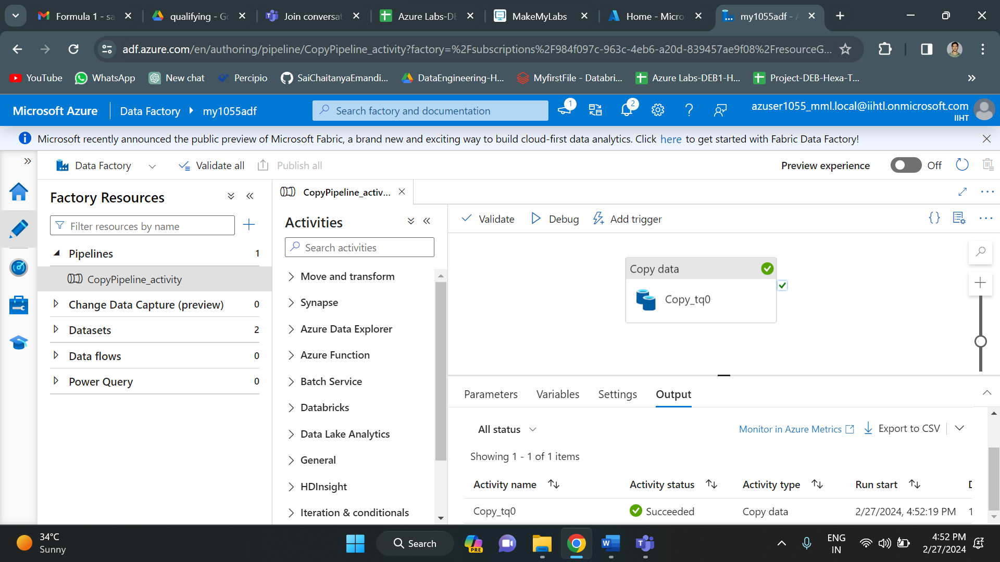 Formula 1 - sa
qualifying - Go
Join conversat
Azure Labs-DE
MakeMyLabs
Home - Micro
my1055adf - A
adf.azure.com/en/authoring/pipeline/CopyPipeline_activity?factory=%2Fsubscriptions%2F984f097c-963c-4eb6-a20d-839457ae9f08%2FresourceG...
YouTube
WhatsApp
New chat
Percipio
SaiChaitanyaEmandi...
DataEngineering-H...
MyfirstFile - Databri...
Azure Labs-DEB1-H...
Project-DEB-Hexa-T...
Microsoft Azure
Data Factory
my1055adf
Search factory and documentation
1
2
azuser1055_mml.local@iihtl.onmicrosoft.com
IIHT
Microsoft recently announced the public preview of Microsoft Fabric, a brand new and exciting way to build cloud-first data analytics. Click here to get started with Fabric Data Factory!
Data Factory
Validate all
Publish all
Preview experience
Off
Factory Resources
Filter resources by name
Pipelines 1
CopyPipeline_activity
Change Data Capture (preview) 0
Datasets 2
Data flows 0
Power Query 0
CopyPipeline_activ...
Activities
Search activities
Move and transform
Synapse
Azure Data Explorer
Azure Function
Batch Service
Databricks
Data Lake Analytics
General
HDInsight
Iteration & conditionals
Validate
Debug
Add trigger
Copy data
Copy_tq0
Parameters
Variables
Settings
Output
All status
Monitor in Azure Metrics
Export to CSV
Showing 1 - 1 of 1 items
Activity name
Activity status
Activity type
Run start
Copy_tq0
Succeeded
Copy data
2/27/2024, 4:52:19 PM
1
34°C
Sunny
Search
PRE
ENG
IN
4:52 PM
2/27/2024